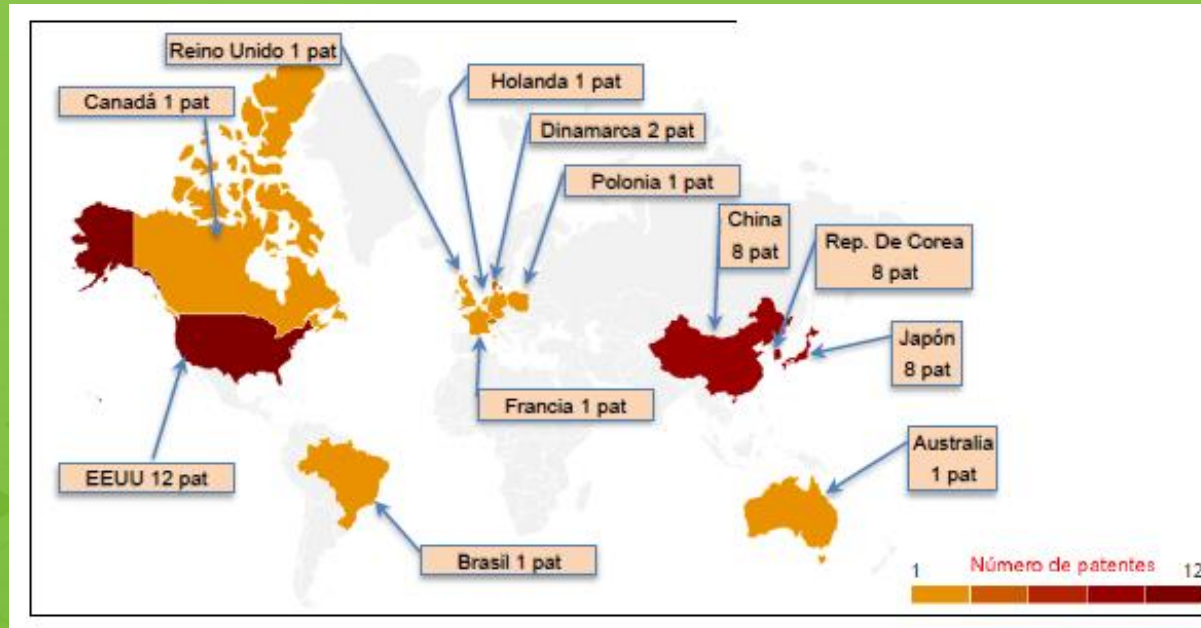 Reino Unido 1 pat
Holanda 1 pat
Canadá 1 pat
Dinamarca 2 pat
Polonia 1 pat
China
8 pat
Rep. De Corea
8 pat
Japón
8 pat
Francia 1 pat
Australia
1 pat
EEUU 12 pat
Brasil 1 pat
1 Número de patentes 12